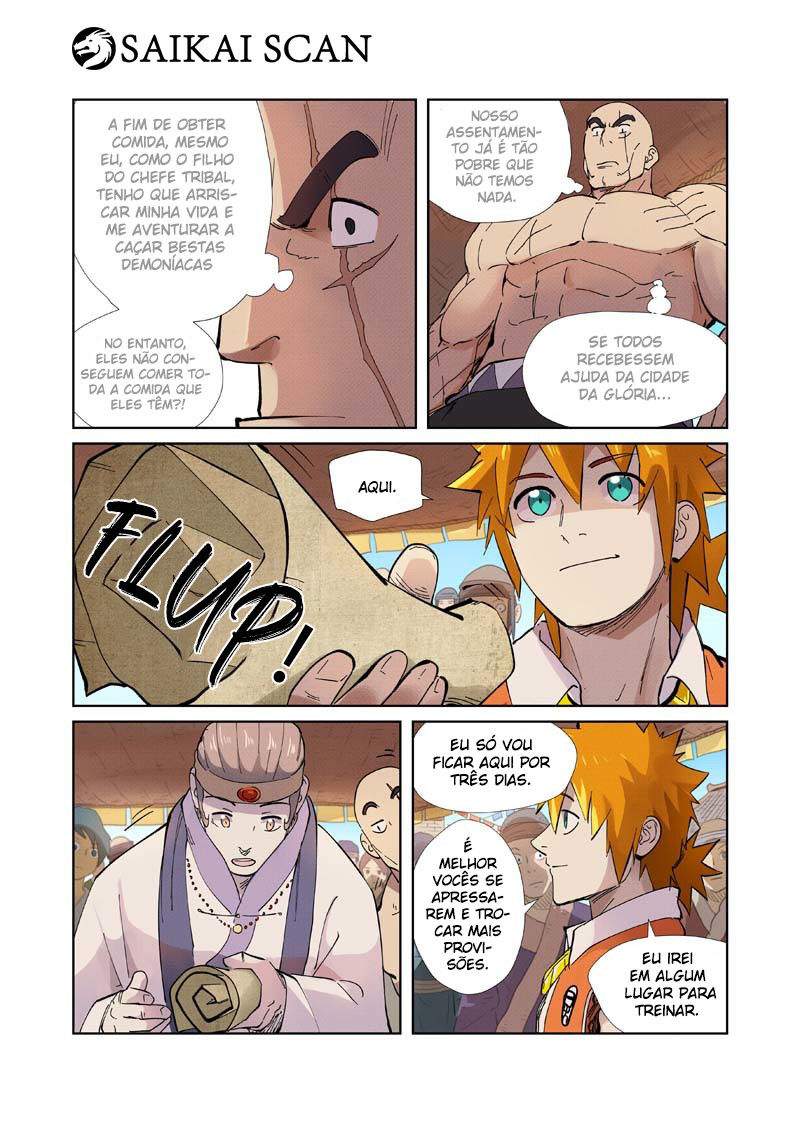 SAIKAI SCAN
A FIM DE OBTER
COMIDA, MESMO
EU, COMO O FILHO
DO CHEFE TRIBAL,
TENHO QUE ARRIS-
CAR MINHA VIDA E
ME AVENTURAR A
CAÇAR BESTAS
DEMONÍACAS
NO ENTANTO,
ELES NÃO CON-
SEGUEM COMER TO-
DA A COMIDA QUE
ELES TÊM?!
NOSSO
ASSENTAMEN-
TO JÁ É TÃO
POBRE QUE
NÃO TEMOS
NADA.
SE TODOS
RECEBESSEM
AJUDA DA CIDADE
DA GLÓRIA...
FLUP!
AQUI.
EU SÓ VOU
FICAR AQUI POR
TRÊS DIAS.
É
MELHOR
VOCÊS SE
APRESSA-
REM E TRO-
CAR MAIS
PROVI-
SÕES.
EU IREI
EM ALGUM
LUGAR PARA
TREINAR.